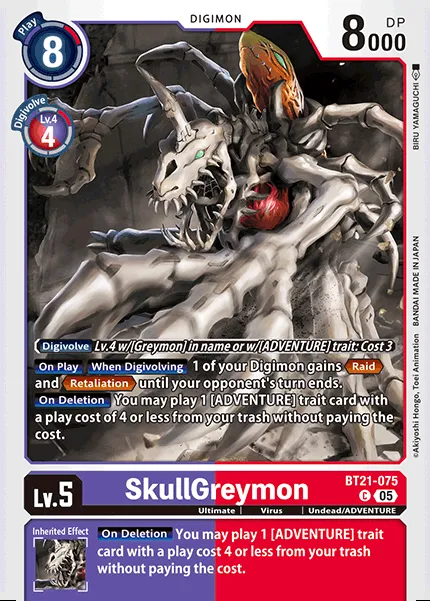 DIGIMON
Play
8
8000
DP
Digivolve
Lv.4
4
BIRU YAMAGUCHI
BANDAI MADE IN JAPAN
©Akiyoshi Hongo, Toei Animation
Digivolve Lv.4 w/[Greymon] in name or w/[ADVENTURE] trait: Cost 3
On Play When Digivolving 1 of your Digimon gains Raid
and Retaliation until your opponent's turn ends.
On Deletion You may play 1 [ADVENTURE] trait card with
a play cost of 4 or less from your trash without paying the
cost.
BT21-075
Lv.5 SkullGreymon C 05
Ultimate Virus Undead/ADVENTURE
Inherited Effect
On Deletion You may play 1 [ADVENTURE] trait
card with a play cost 4 or less from your trash
without paying the cost.